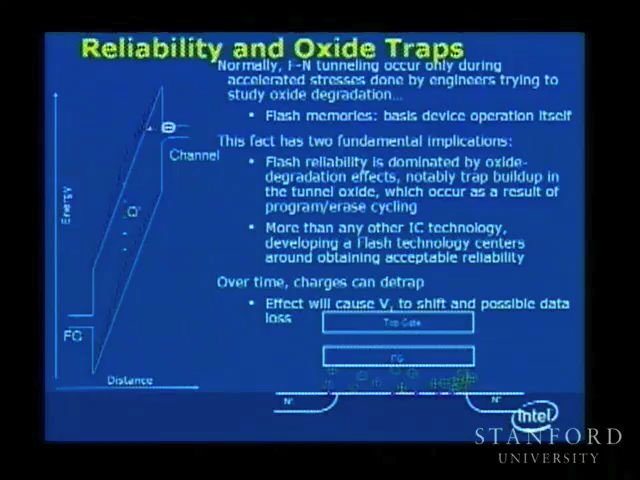 Reliability and Oxide Traps
Normally, F-N tunneling occur only during
accelerated stresses done by engineers trying to
study oxide degradation...
• Flash memories: basis device operation itself
This fact has two fundamental implications:
• Flash reliability is dominated by oxide-
degradation effects, notably trap buildup in
the tunnel oxide, which occur as a result of
program/erase cycling
• More than any other IC technology,
developing a Flash technology centers
around obtaining acceptable reliability
Over time, charges can detrap
• Effect will cause Vt to shift and possible data
loss
Energy
Channel
FG
Distance
Top Gate
FG
N+
N+
intel
STANFORD
UNIVERSITY